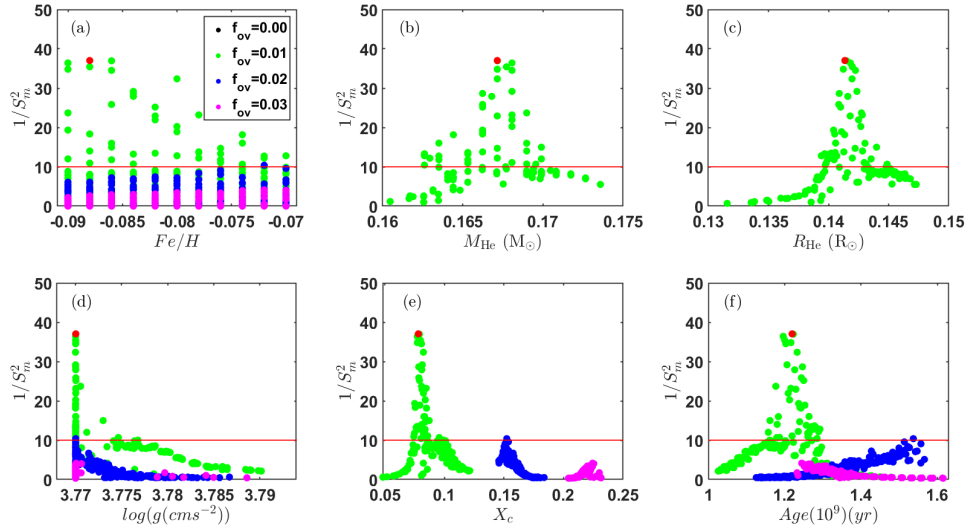 (a)
f_ov=0.00
f_ov=0.01
f_ov=0.02
f_ov=0.03
50
40
30
20
10
0
1/S_m^2
-0.09 -0.085 -0.08 -0.075 -0.07
Fe/H
(b)
50
40
30
20
10
0
1/S_m^2
0.16 0.165 0.17 0.175
M_He (M_⊙)
(c)
50
40
30
20
10
0
1/S_m^2
0.13 0.135 0.14 0.145 0.15
R_He (R_⊙)
(d)
50
40
30
20
10
0
1/S_m^2
3.77 3.775 3.78 3.785 3.79
log(g(cms^-2))
(e)
50
40
30
20
10
0
1/S_m^2
0.05 0.1 0.15 0.2 0.25
X_c
(f)
50
40
30
20
10
0
1/S_m^2
1 1.2 1.4 1.6
Age(10^9)(yr)